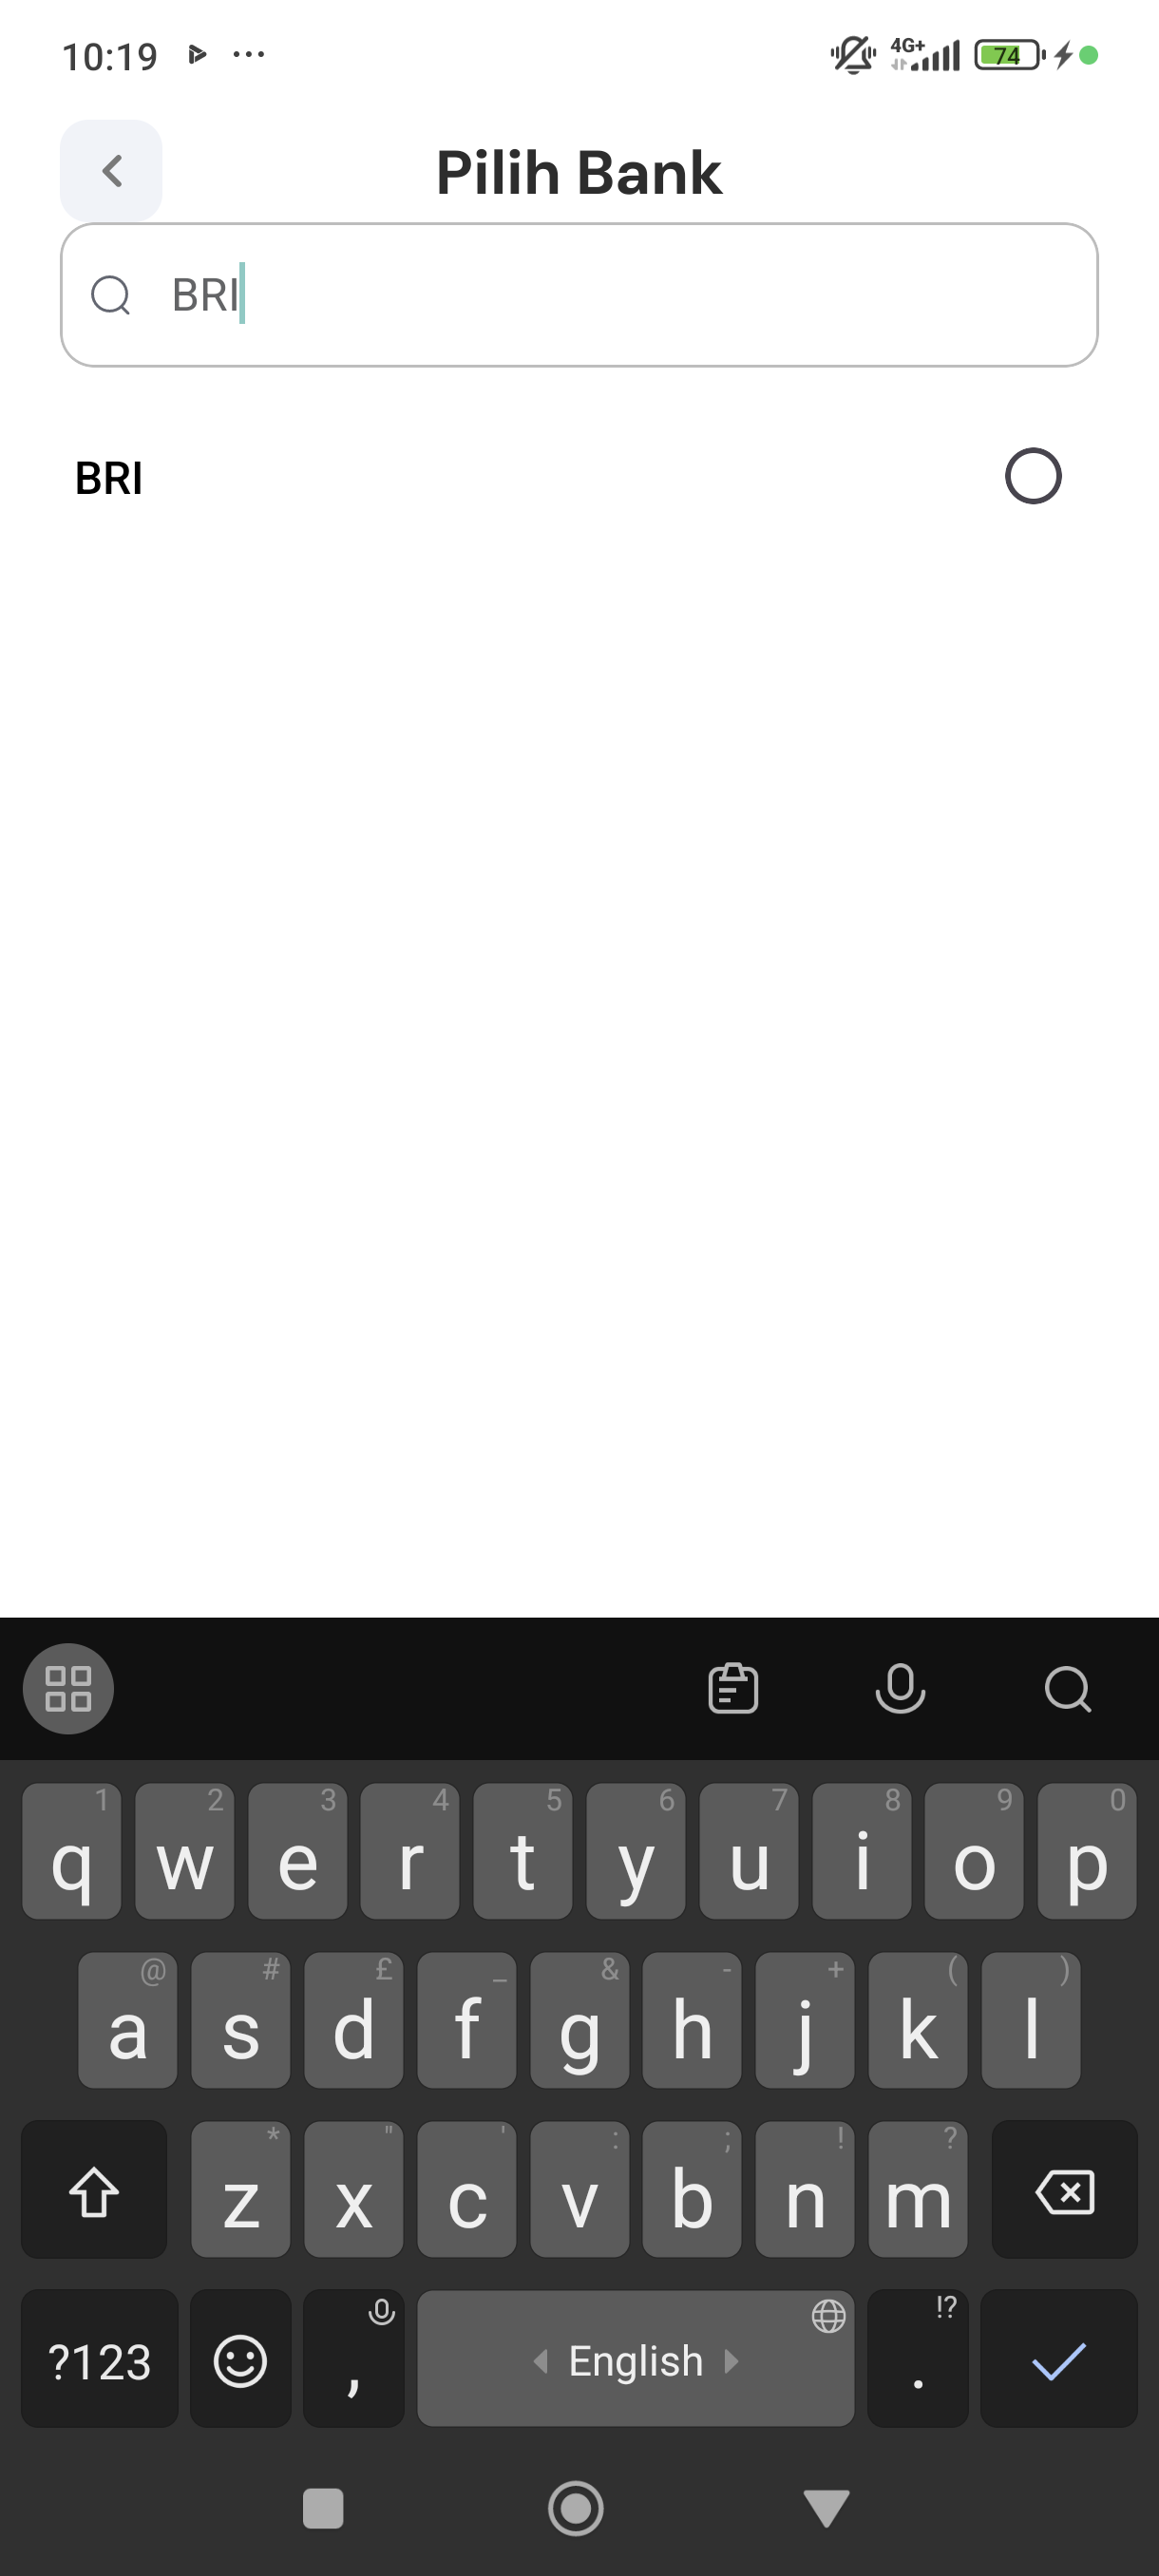 10:19
4G+
74
Pilih Bank
BRI
BRI
1 2 3 4 5 6 7 8 9 0
q w e r t y u i o p
@ # £ _ & - + ( )
a s d f g h j k l
* " ' : ; ! ?
z x c v b n m
!?
?123 , English .